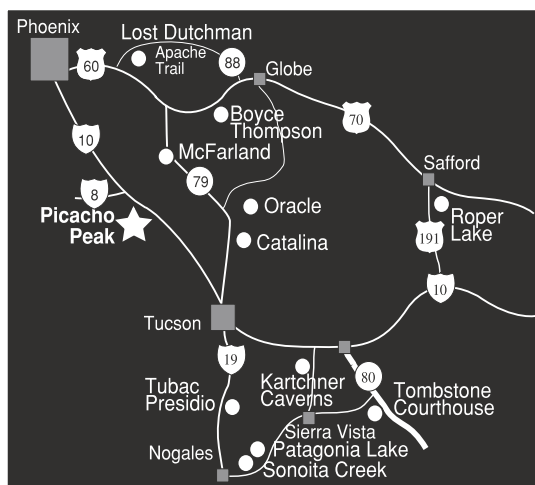 Phoenix
Lost Dutchman
Apache
Trail
88
60
Globe
Boyce
Thompson
70
10
McFarland
Safford
79
8
Picacho
Peak
Oracle
Roper
Lake
Catalina
191
10
Tucson
19
Kartchner
Caverns
80
Tubac
Presidio
Tombstone
Courthouse
Sierra Vista
Nogales
Patagonia Lake
Sonoita Creek